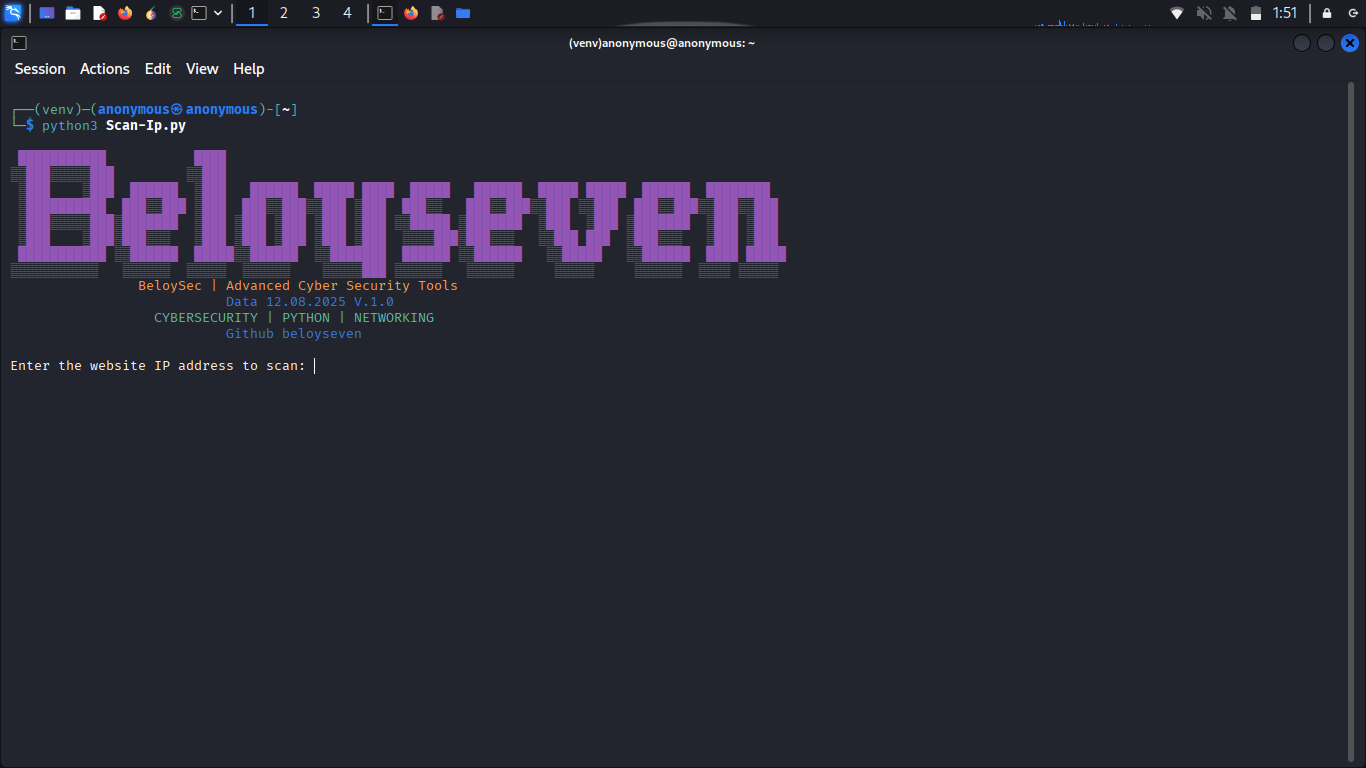 1 2 3 4 1:51
(venv)anonymous@anonymous: ~
Session Actions Edit View Help
(venv)-(anonymous㉿anonymous)-[~]
$ python3 Scan-Ip.py
Beloyseven
BeloySec | Advanced Cyber Security Tools
Data 12.08.2025 V.1.0
CYBERSECURITY | PYTHON | NETWORKING
Github beloyseven
Enter the website IP address to scan: